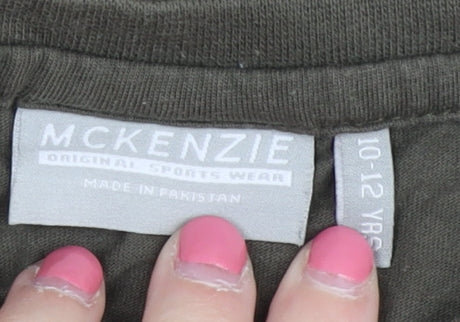 MCKENZIE
ORIGINAL SPORTS WEAR
MADE IN PAKISTAN
10-12 YRS